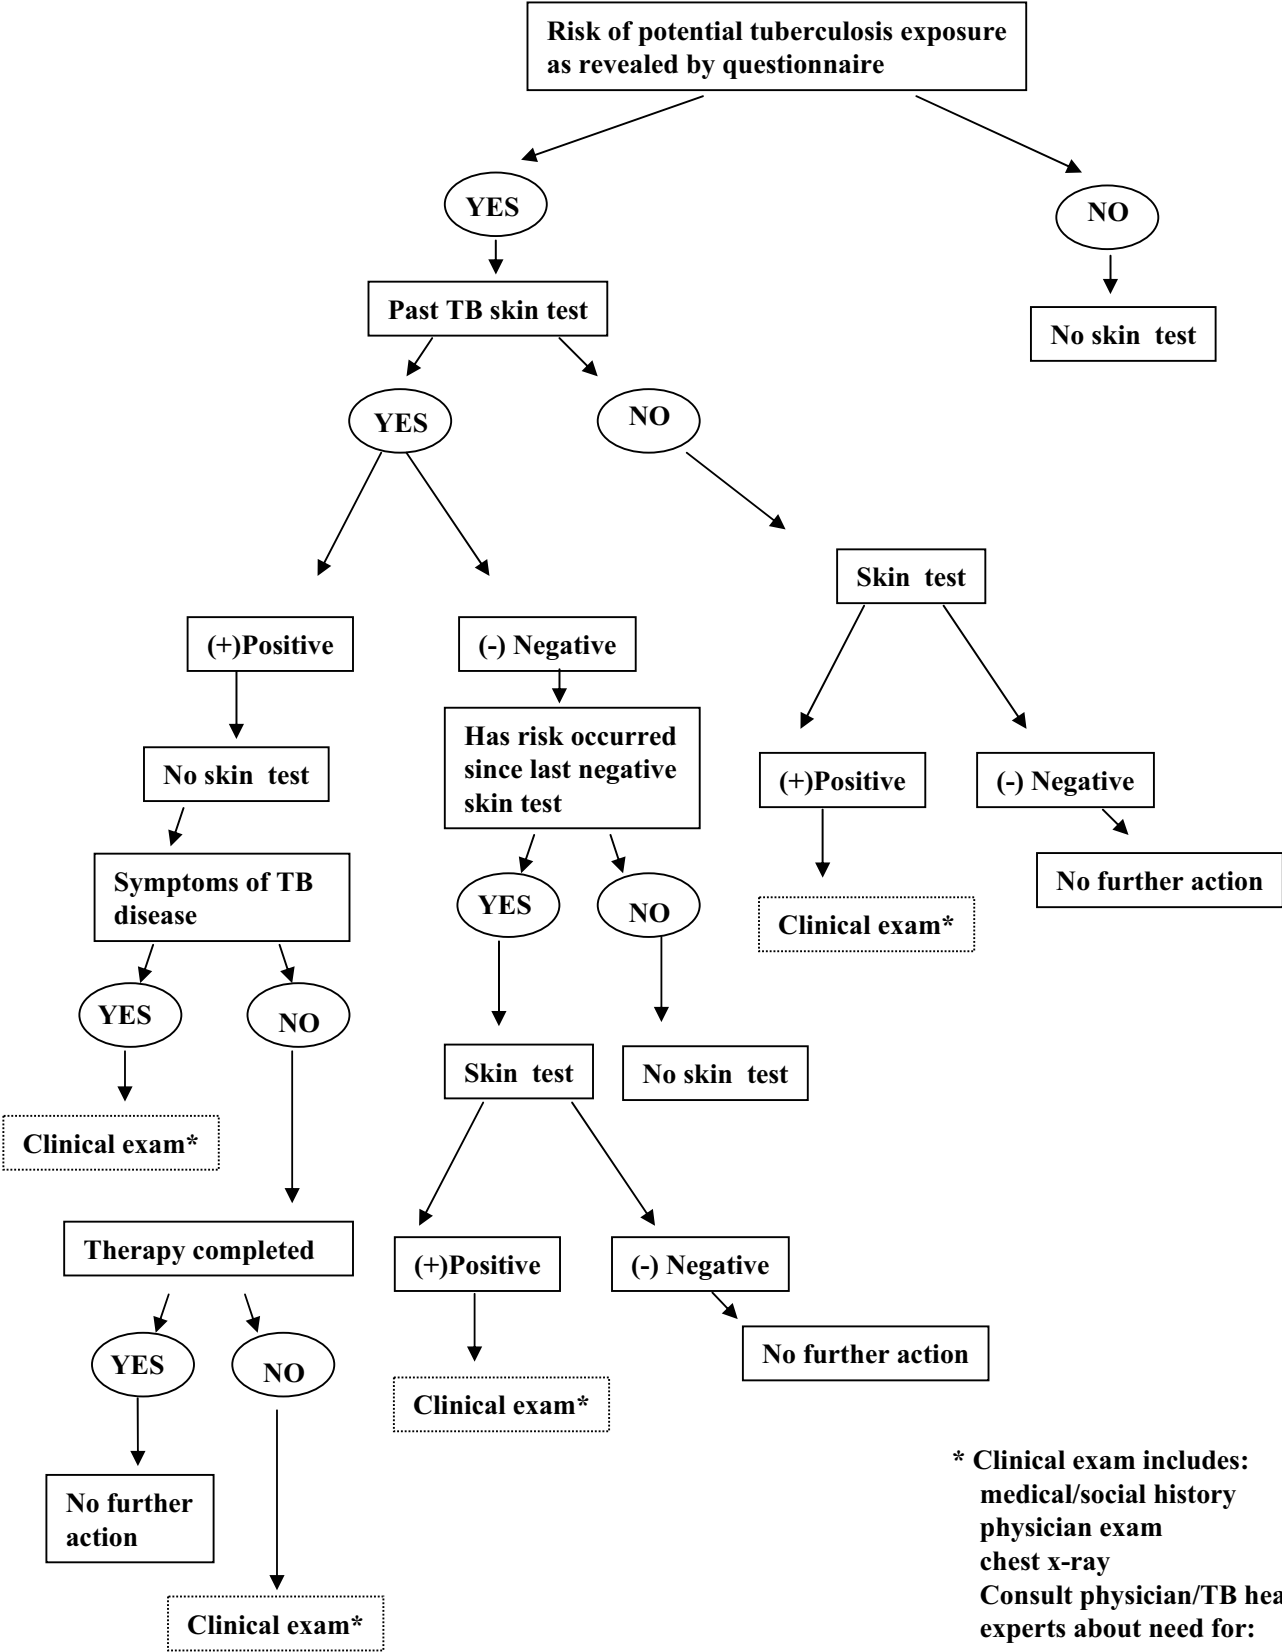 Risk of potential tuberculosis exposure
as revealed by questionnaire
YES
NO
Past TB skin test
No skin test
YES
NO
Skin test
(+)Positive
(-) Negative
No skin test
Has risk occurred
since last negative
skin test
(+)Positive
(-) Negative
Symptoms of TB
disease
YES
NO
No further action
Clinical exam*
YES
NO
Skin test
No skin test
Clinical exam*
Therapy completed
(+)Positive
(-) Negative
YES
NO
No further action
Clinical exam*
No further
action
Clinical exam*
* Clinical exam includes:
medical/social history
physician exam
chest x-ray
Consult physician/TB
experts about need for: